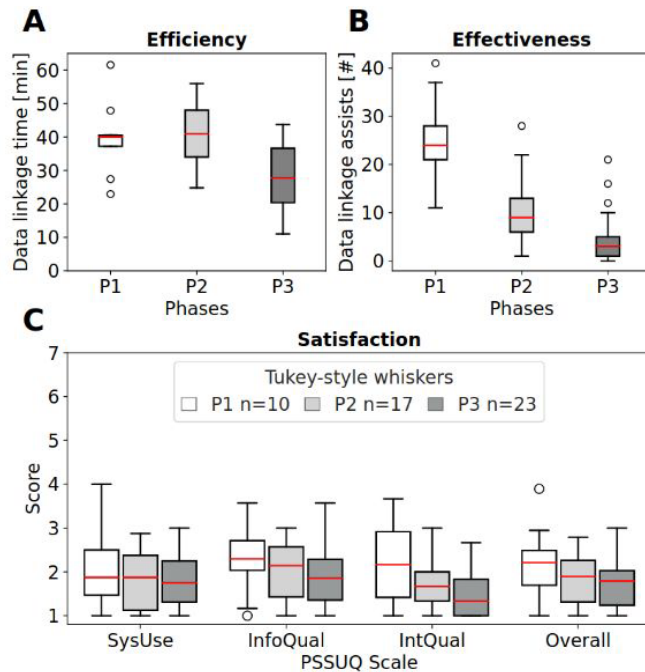 A
B
Efficiency
Effectiveness
Data linkage time [min]
60
50
40
30
20
10
0
P1 P2 P3
Phases
Data linkage assists [#]
40
30
20
10
0
P1 P2 P3
Phases
C
Satisfaction
Score
7
6
5
4
3
2
1
Tukey-style whiskers
P1 n=10 P2 n=17 P3 n=23
SysUse InfoQual IntQual Overall
PSSUQ Scale